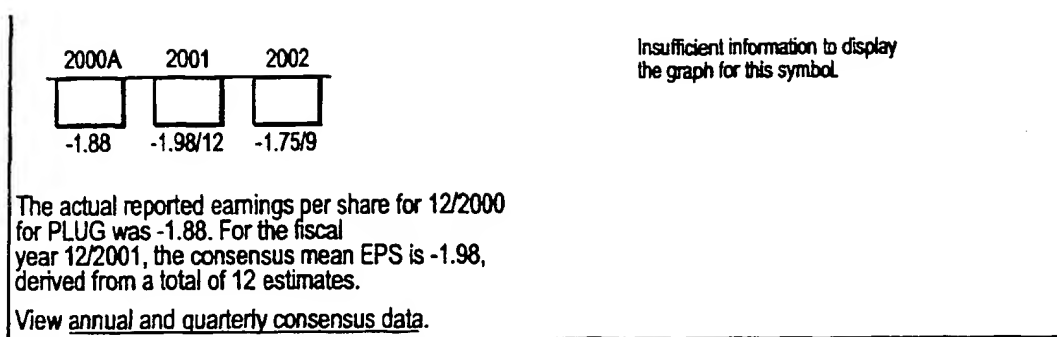 2000A 2001 2002
-1.88 -1.98/12 -1.75/9
The actual reported earnings per share for 12/2000
for PLUG was -1.88. For the fiscal
year 12/2001, the consensus mean EPS is -1.98,
derived from a total of 12 estimates.
View annual and quarterly consensus data.
Insufficient information to display
the graph for this symbol.